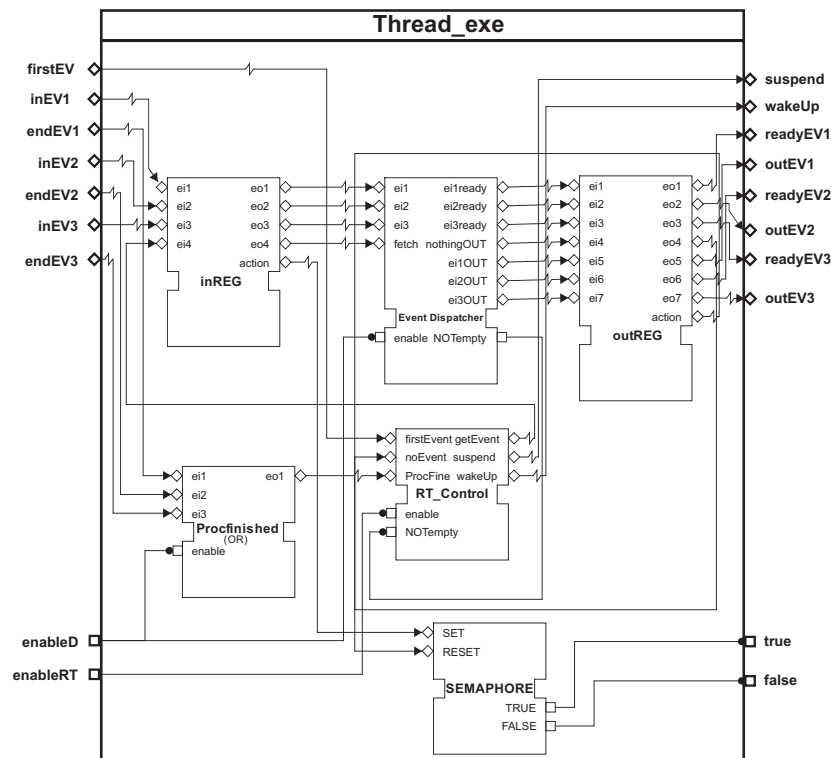 Thread_exe
firstEV
inEV1
endEV1
inEV2
endEV2
inEV3
endEV3
enableD
enableRT
suspend
wakeUp
readyEV1
outEV1
readyEV2
outEV2
readyEV3
outEV3
true
false
ei1 eo1
ei2 eo2
ei3 eo3
ei4 eo4
action
inREG
ei1 ei1ready
ei2 ei2ready
ei3 ei3ready
fetch nothingOUT
ei1OUT
ei2OUT
ei3OUT
Event Dispatcher
enable NOTempty
ei1 eo1
ei2 eo2
ei3 eo3
ei4 eo4
ei5 eo5
ei6 eo6
ei7 eo7
action
outREG
ei1 eo1
ei2
ei3
Procfinished
(OR)
enable
firstEvent getEvent
noEvent suspend
ProcFine wakeUp
RT_Control
enable
NOTempty
SET
RESET
SEMAPHORE
TRUE
FALSE